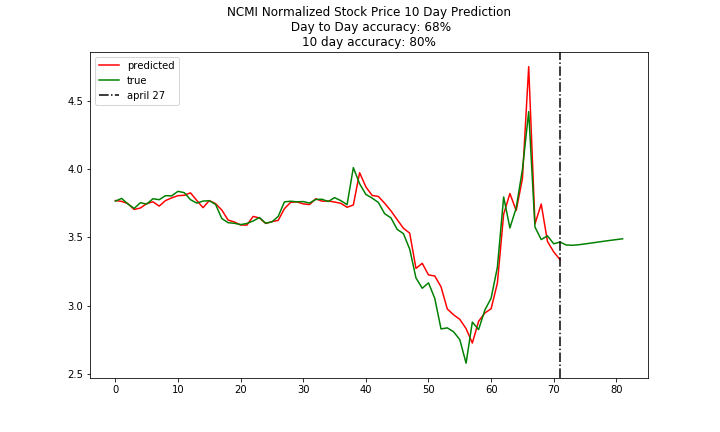 NCMI Normalized Stock Price 10 Day Prediction
Day to Day accuracy: 68%
10 day accuracy: 80%
predicted
true
april 27
4.5
4.0
3.5
3.0
2.5
0 10 20 30 40 50 60 70 80